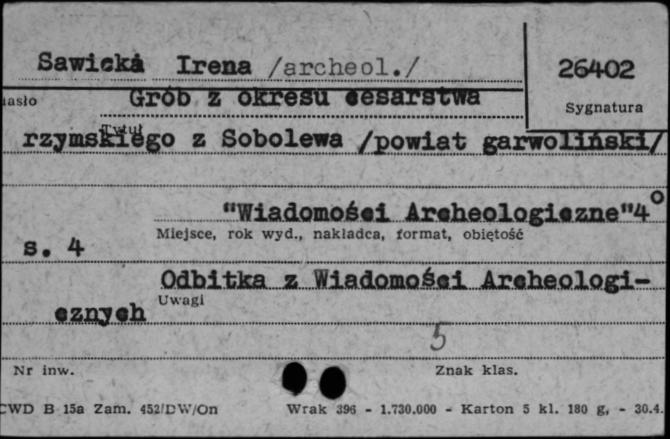 Sawicka Irena /archeol./
26402
Sygnatura
Grób z okresu cesarstwa
Tytuł
rzymskiego z Sobolewa /powiat garwoliński/
"Wiadomości Archeologiczne" 4°
Miejsce, rok wyd., nakładca, format, objętość
s. 4
Odbitka z Wiadomości Archeologi-
Uwagi
cznych
5
Nr inw.
Znak klas.
CWD B 15a Zam. 452/DW/On Wrak 396 - 1.730.000 - Karton 5 kl. 180 g, - 30.4.